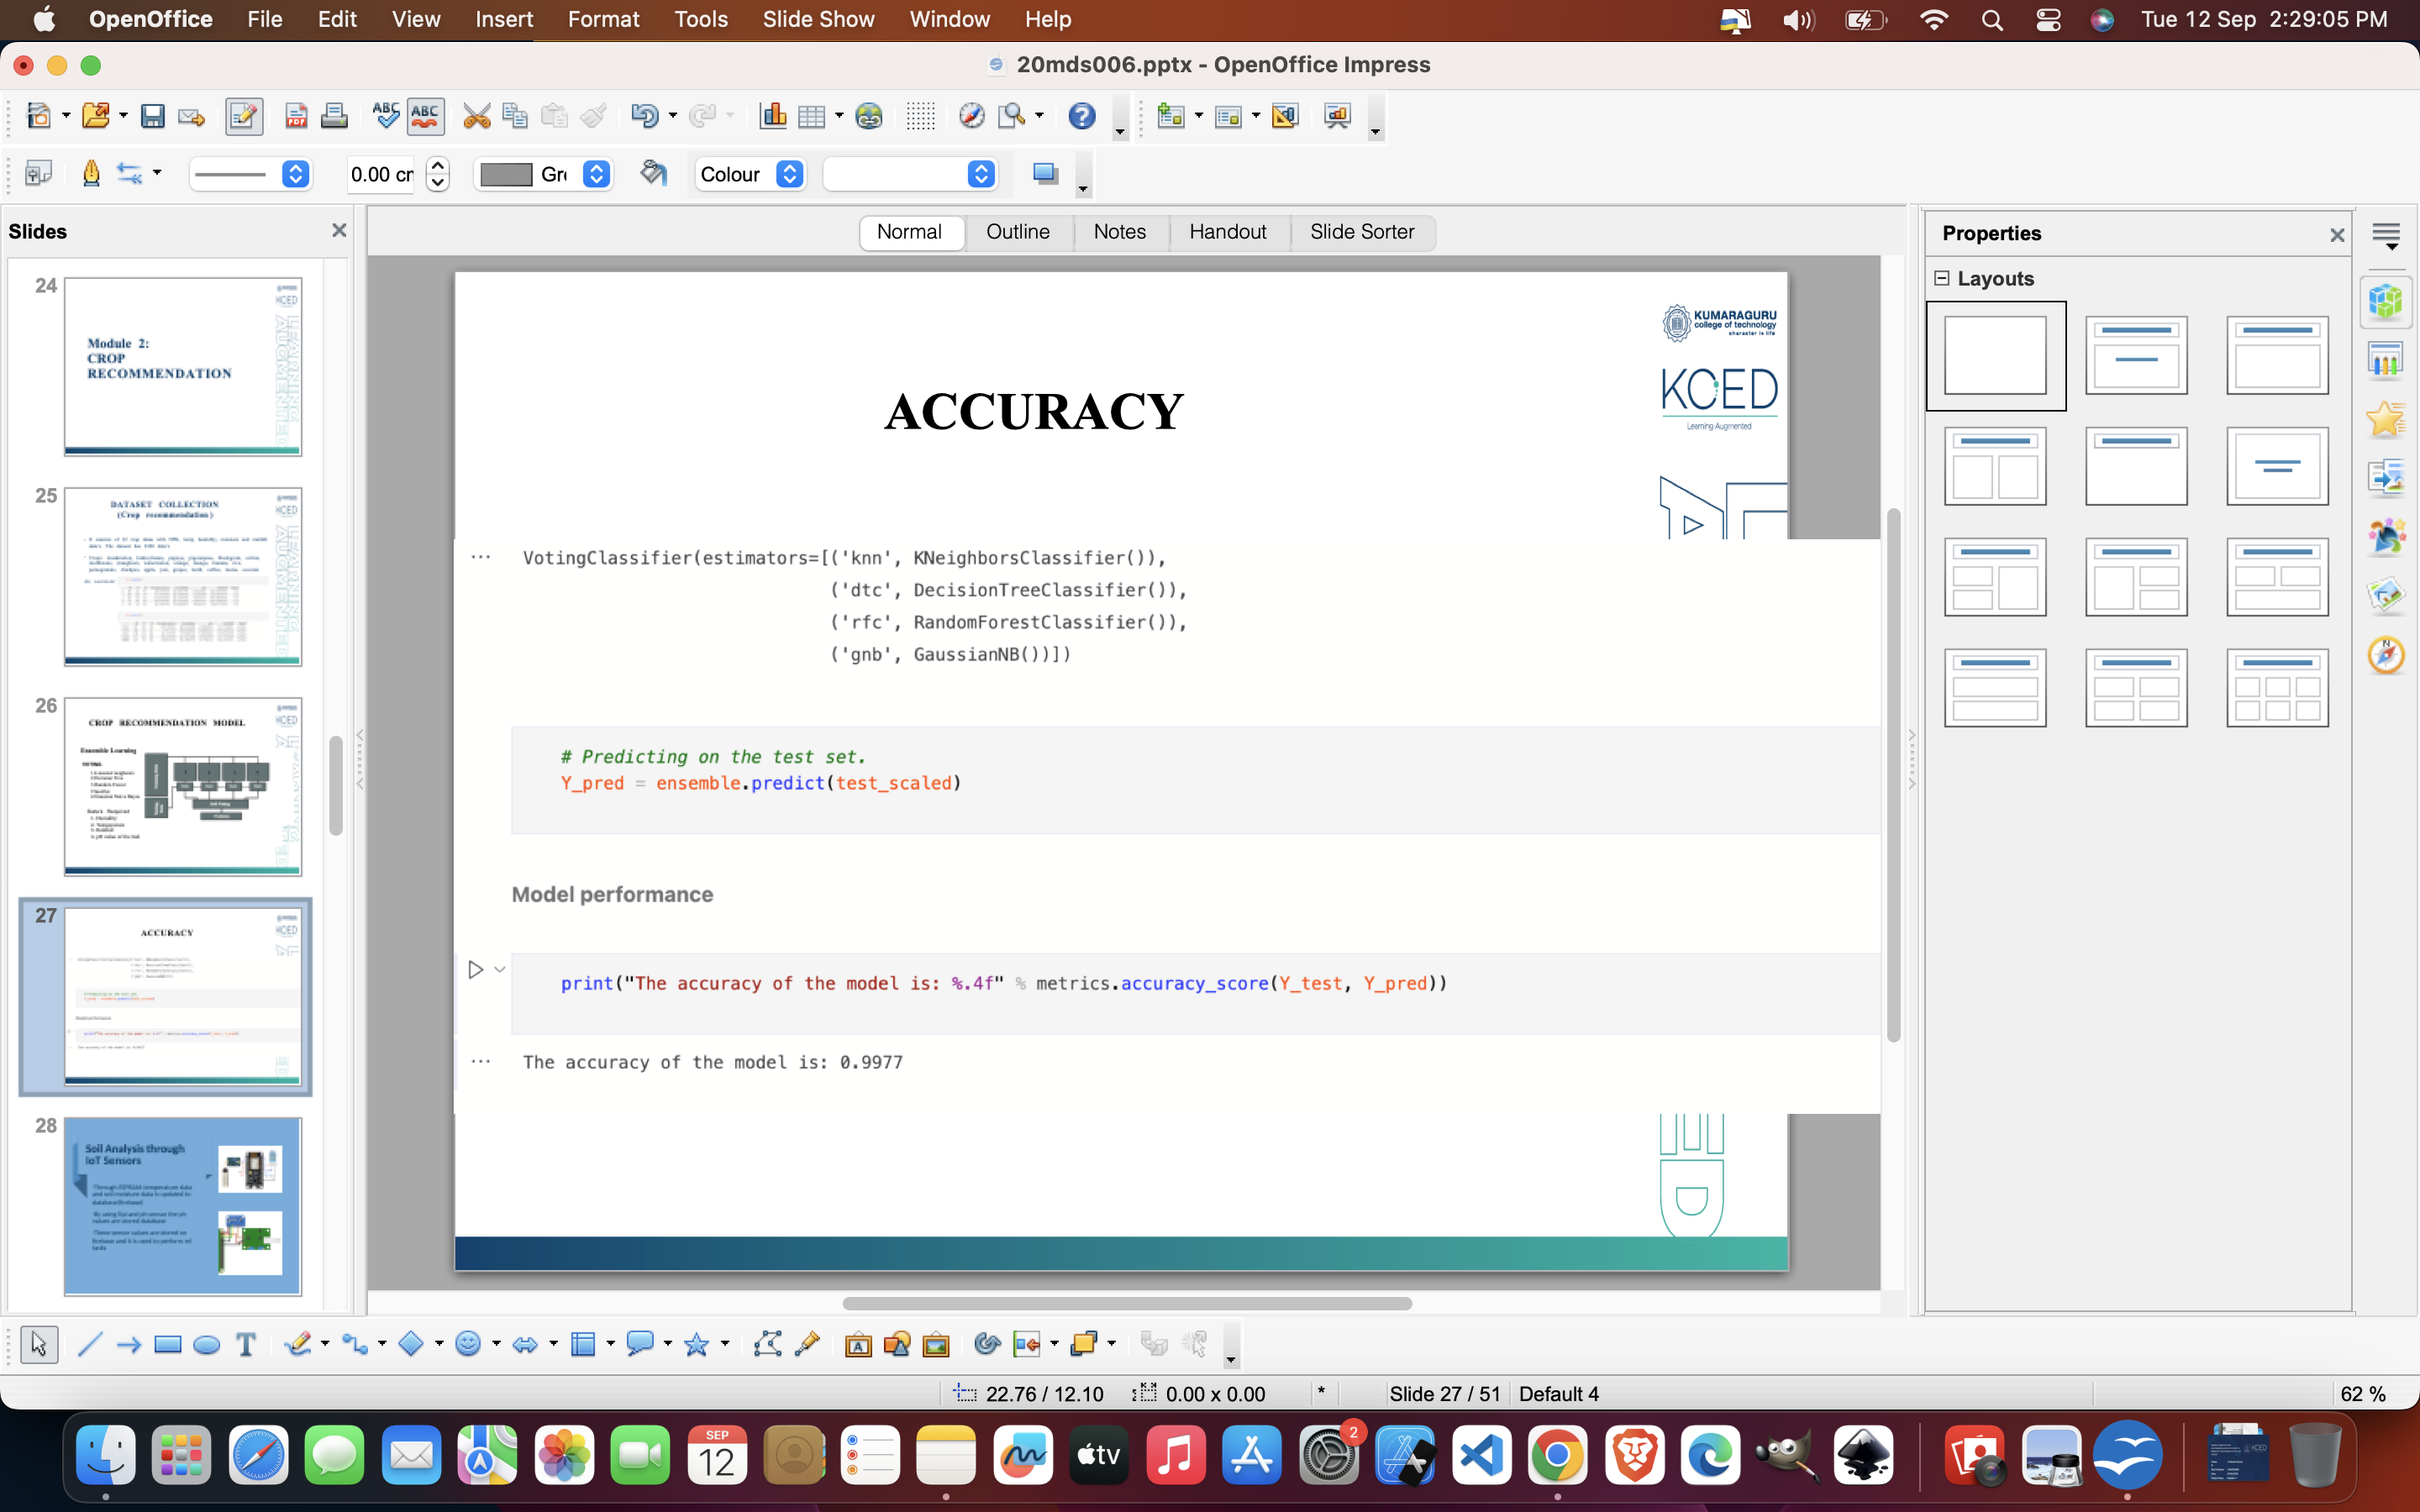 OpenOffice File Edit View Insert Format Tools Slide Show Window Help
Tue 12 Sep 2:29:05 PM
20mds006.pptx - OpenOffice Impress
0.00 cr
Gr
Colour
Slides
Normal Outline Notes Handout Slide Sorter
Properties
Layouts
24
Module 2:
CROP
RECOMMENDATION
25
DATASET COLLECTION
(Crop recommendation)
26
CROP RECOMMENDATION MODEL
Ensemble Learning
27
ACCURACY
28
Soil Analysis through
IoT Sensors
KUMARAGURU
college of technology
character is life
KCED
Learning Augmented
ACCURACY
... VotingClassifier(estimators=[('knn', KNeighborsClassifier()),
('dtc', DecisionTreeClassifier()),
('rfc', RandomForestClassifier()),
('gnb', GaussianNB())])
# Predicting on the test set.
Y_pred = ensemble.predict(test_scaled)
Model performance
print("The accuracy of the model is: %.4f" % metrics.accuracy_score(Y_test, Y_pred))
... The accuracy of the model is: 0.9977
22.76 / 12.10 0.00 x 0.00 * Slide 27 / 51 Default 4 62 %
SEP
12
tv
2